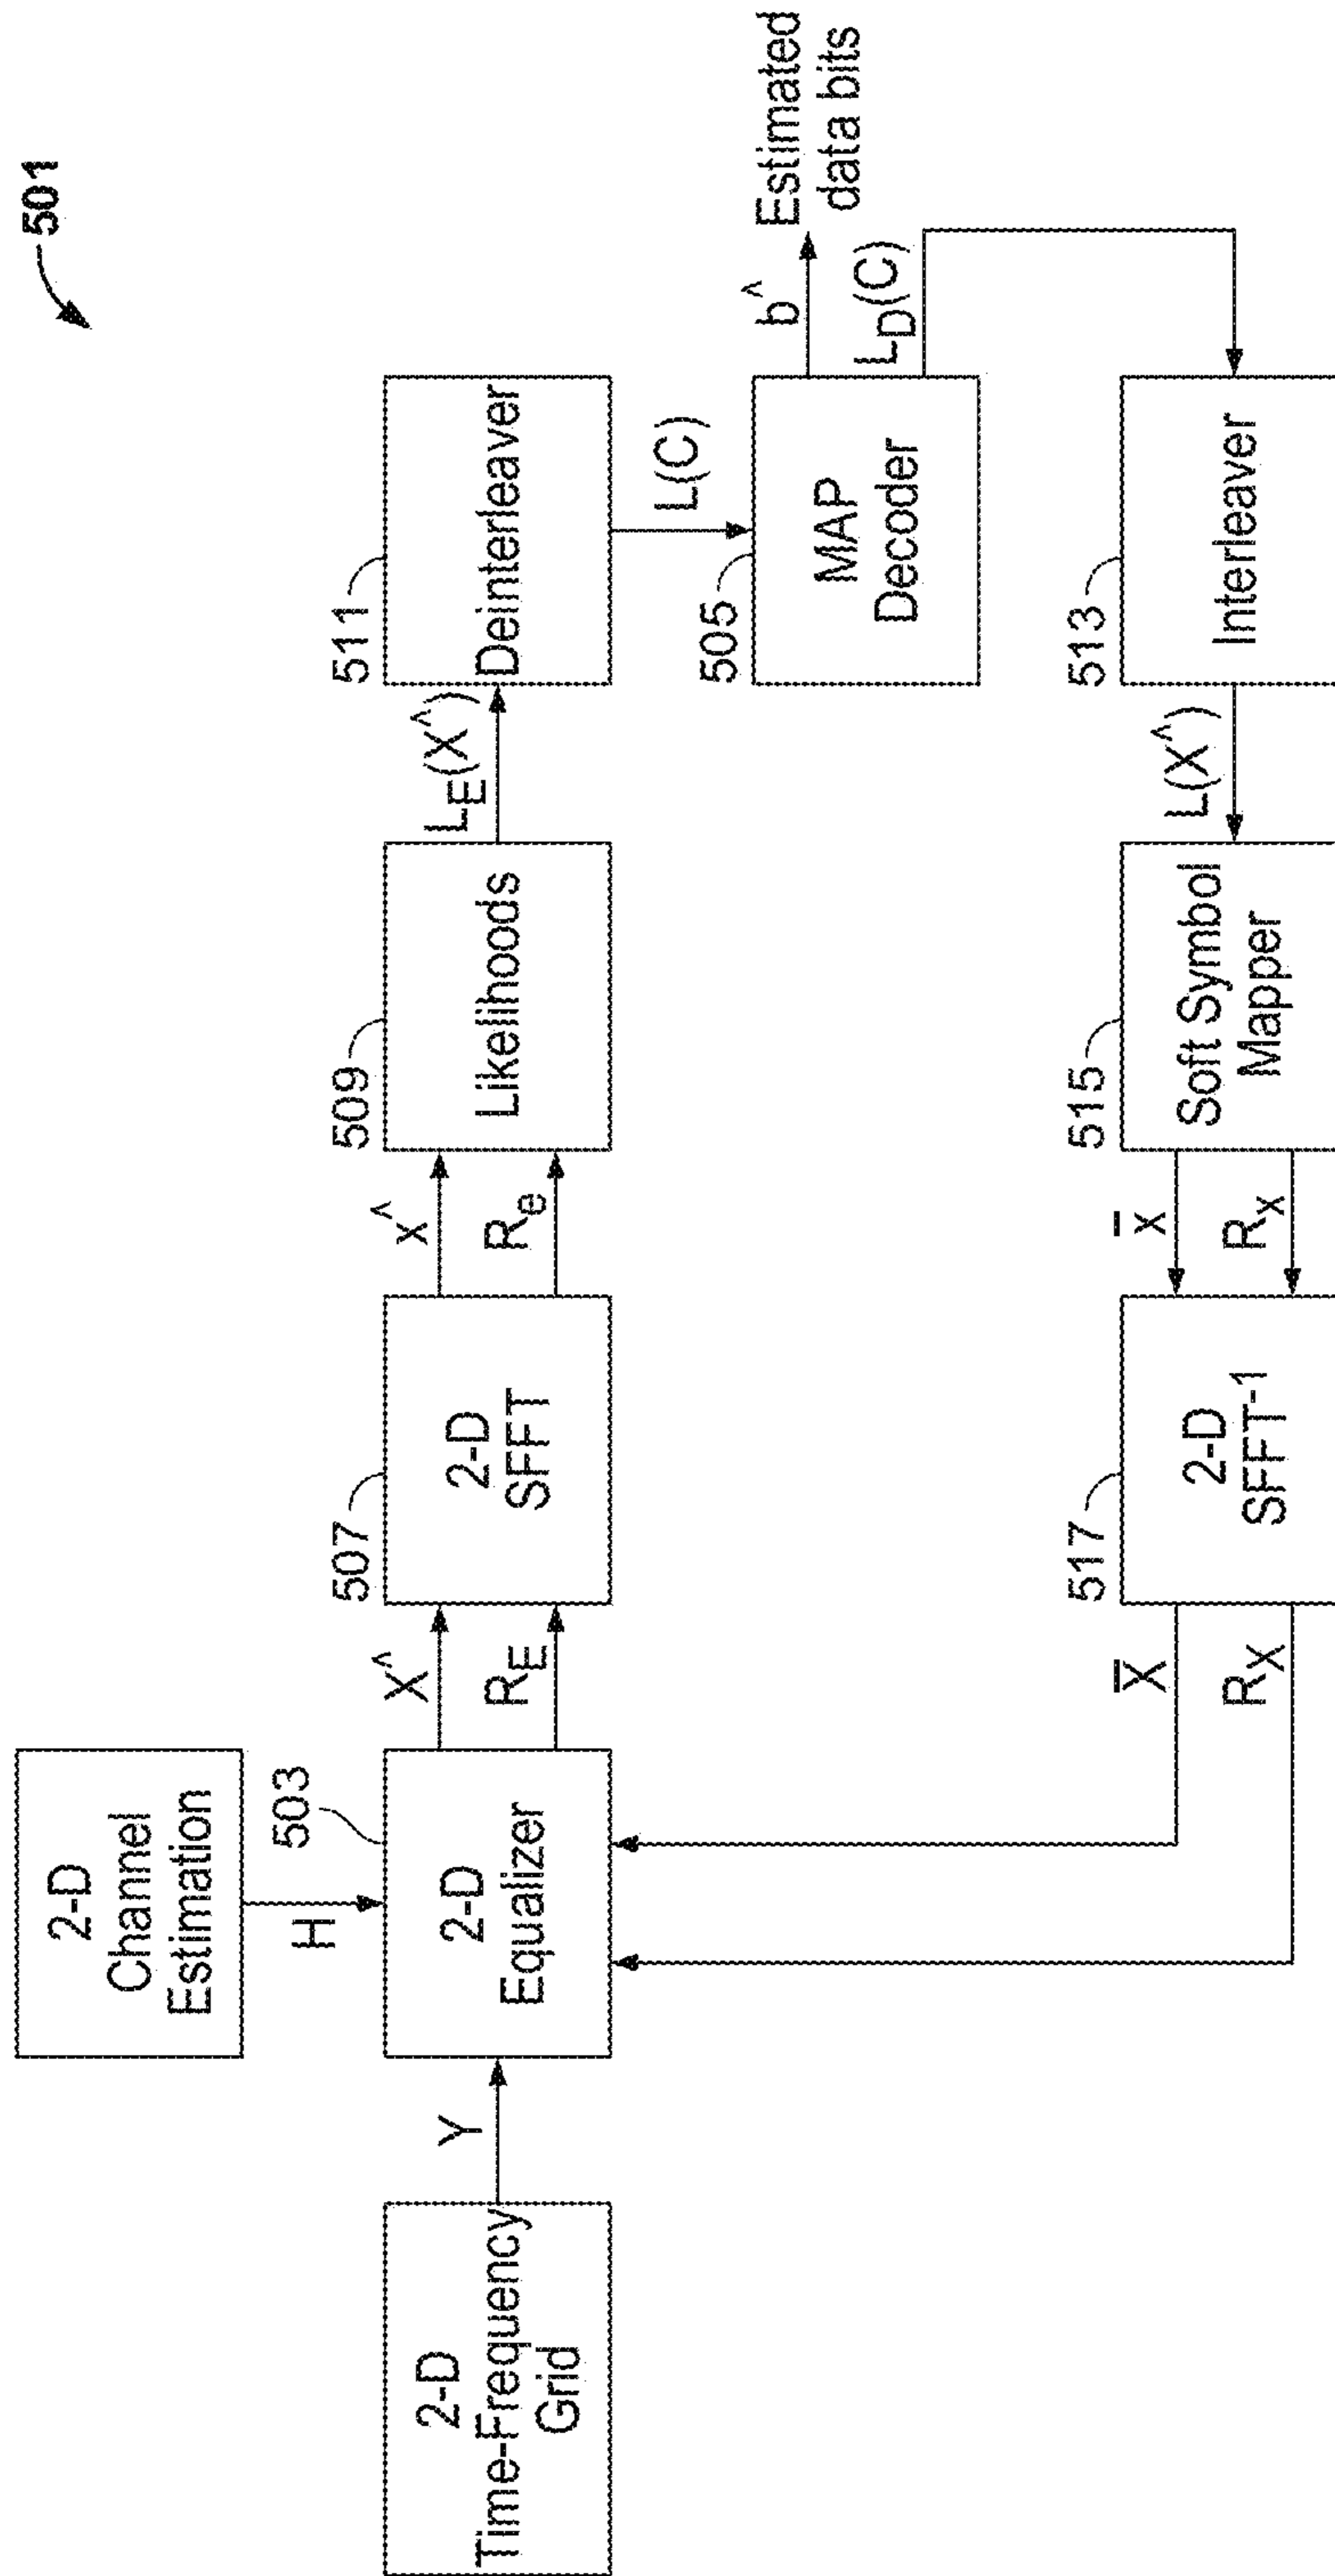 501
2-D
Channel
Estimation
H
2-D
Time-Frequency
Grid
Y
503
2-D
Equalizer
X^
R_E
507
2-D
SFFT
x^
R_e
509
Likelihoods
L_E(X^)
511
Deinterleaver
L(C)
505
MAP
Decoder
b^
Estimated
data bits
L_D(C)
513
Interleaver
L(X^)
515
Soft Symbol
Mapper
x̄
R_x
517
2-D
SFFT-1
X̄
R_X